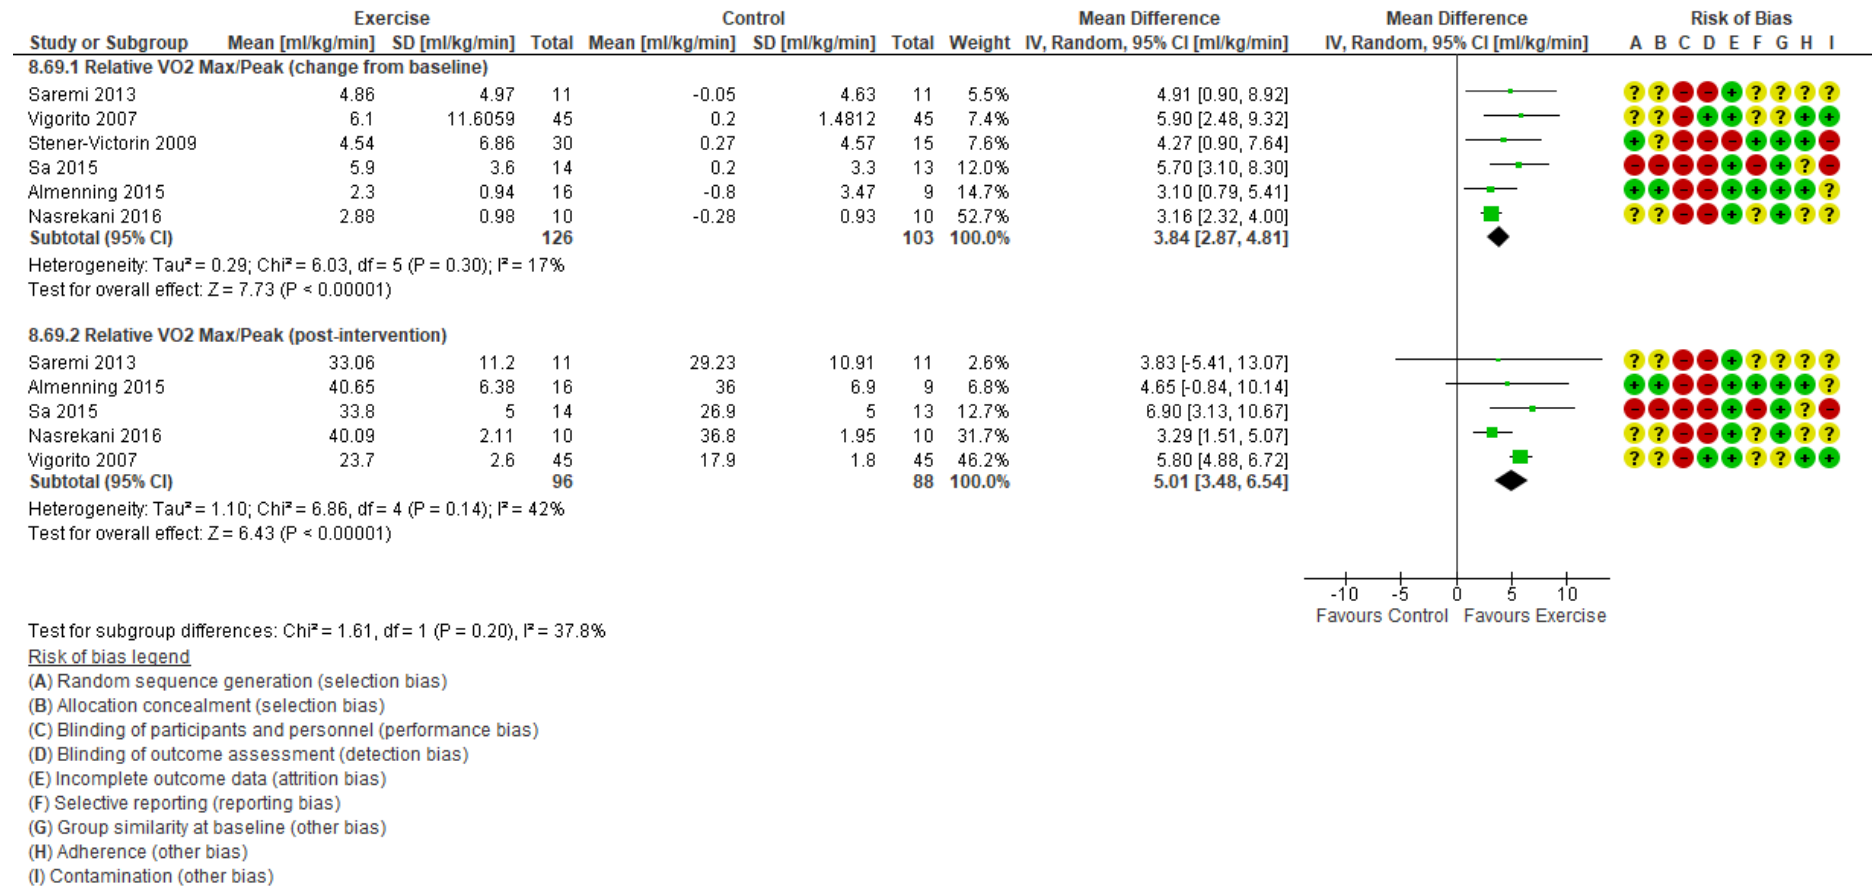 Exercise Control Mean Difference Mean Difference Risk of Bias
Study or Subgroup Mean [ml/kg/min] SD [ml/kg/min] Total Mean [ml/kg/min] SD [ml/kg/min] Total Weight IV, Random, 95% CI [ml/kg/min] IV, Random, 95% CI [ml/kg/min] A B C D E F G H I
8.69.1 Relative VO2 Max/Peak (change from baseline)
Saremi 2013 4.86 4.97 11 -0.05 4.63 11 5.5% 4.91 [0.90, 8.92] ? ? - - + ? ? ? ?
Vigorito 2007 6.1 11.6059 45 0.2 1.4812 45 7.4% 5.90 [2.48, 9.32] ? ? - + + ? ? + +
Stener-Victorin 2009 4.54 6.86 30 0.27 4.57 15 7.6% 4.27 [0.90, 7.64] + ? - - - + + + -
Sa 2015 5.9 3.6 14 0.2 3.3 13 12.0% 5.70 [3.10, 8.30] - - - - + - + ? -
Almenning 2015 2.3 0.94 16 -0.8 3.47 9 14.7% 3.10 [0.79, 5.41] + + - - + + + + ?
Nasrekani 2016 2.88 0.98 10 -0.28 0.93 10 52.7% 3.16 [2.32, 4.00] ? ? - - + ? + ? ?
Subtotal (95% CI) 126 103 100.0% 3.84 [2.87, 4.81]
Heterogeneity: Tau² = 0.29; Chi² = 6.03, df = 5 (P = 0.30); I² = 17%
Test for overall effect: Z = 7.73 (P < 0.00001)
8.69.2 Relative VO2 Max/Peak (post-intervention)
Saremi 2013 33.06 11.2 11 29.23 10.91 11 2.6% 3.83 [-5.41, 13.07] ? ? - - + ? ? ? ?
Almenning 2015 40.65 6.38 16 36 6.9 9 6.8% 4.65 [-0.84, 10.14] + + - - + + + + ?
Sa 2015 33.8 5 14 26.9 5 13 12.7% 6.90 [3.13, 10.67] - - - - + - + ? -
Nasrekani 2016 40.09 2.11 10 36.8 1.95 10 31.7% 3.29 [1.51, 5.07] ? ? - - + ? + ? ?
Vigorito 2007 23.7 2.6 45 17.9 1.8 45 46.2% 5.80 [4.88, 6.72] ? ? - + + ? ? + +
Subtotal (95% CI) 96 88 100.0% 5.01 [3.48, 6.54]
Heterogeneity: Tau² = 1.10; Chi² = 6.86, df = 4 (P = 0.14); I² = 42%
Test for overall effect: Z = 6.43 (P < 0.00001)
-10 -5 0 5 10
Favours Control Favours Exercise
Test for subgroup differences: Chi² = 1.61, df = 1 (P = 0.20), I² = 37.8%
Risk of bias legend
(A) Random sequence generation (selection bias)
(B) Allocation concealment (selection bias)
(C) Blinding of participants and personnel (performance bias)
(D) Blinding of outcome assessment (detection bias)
(E) Incomplete outcome data (attrition bias)
(F) Selective reporting (reporting bias)
(G) Group similarity at baseline (other bias)
(H) Adherence (other bias)
(I) Contamination (other bias)